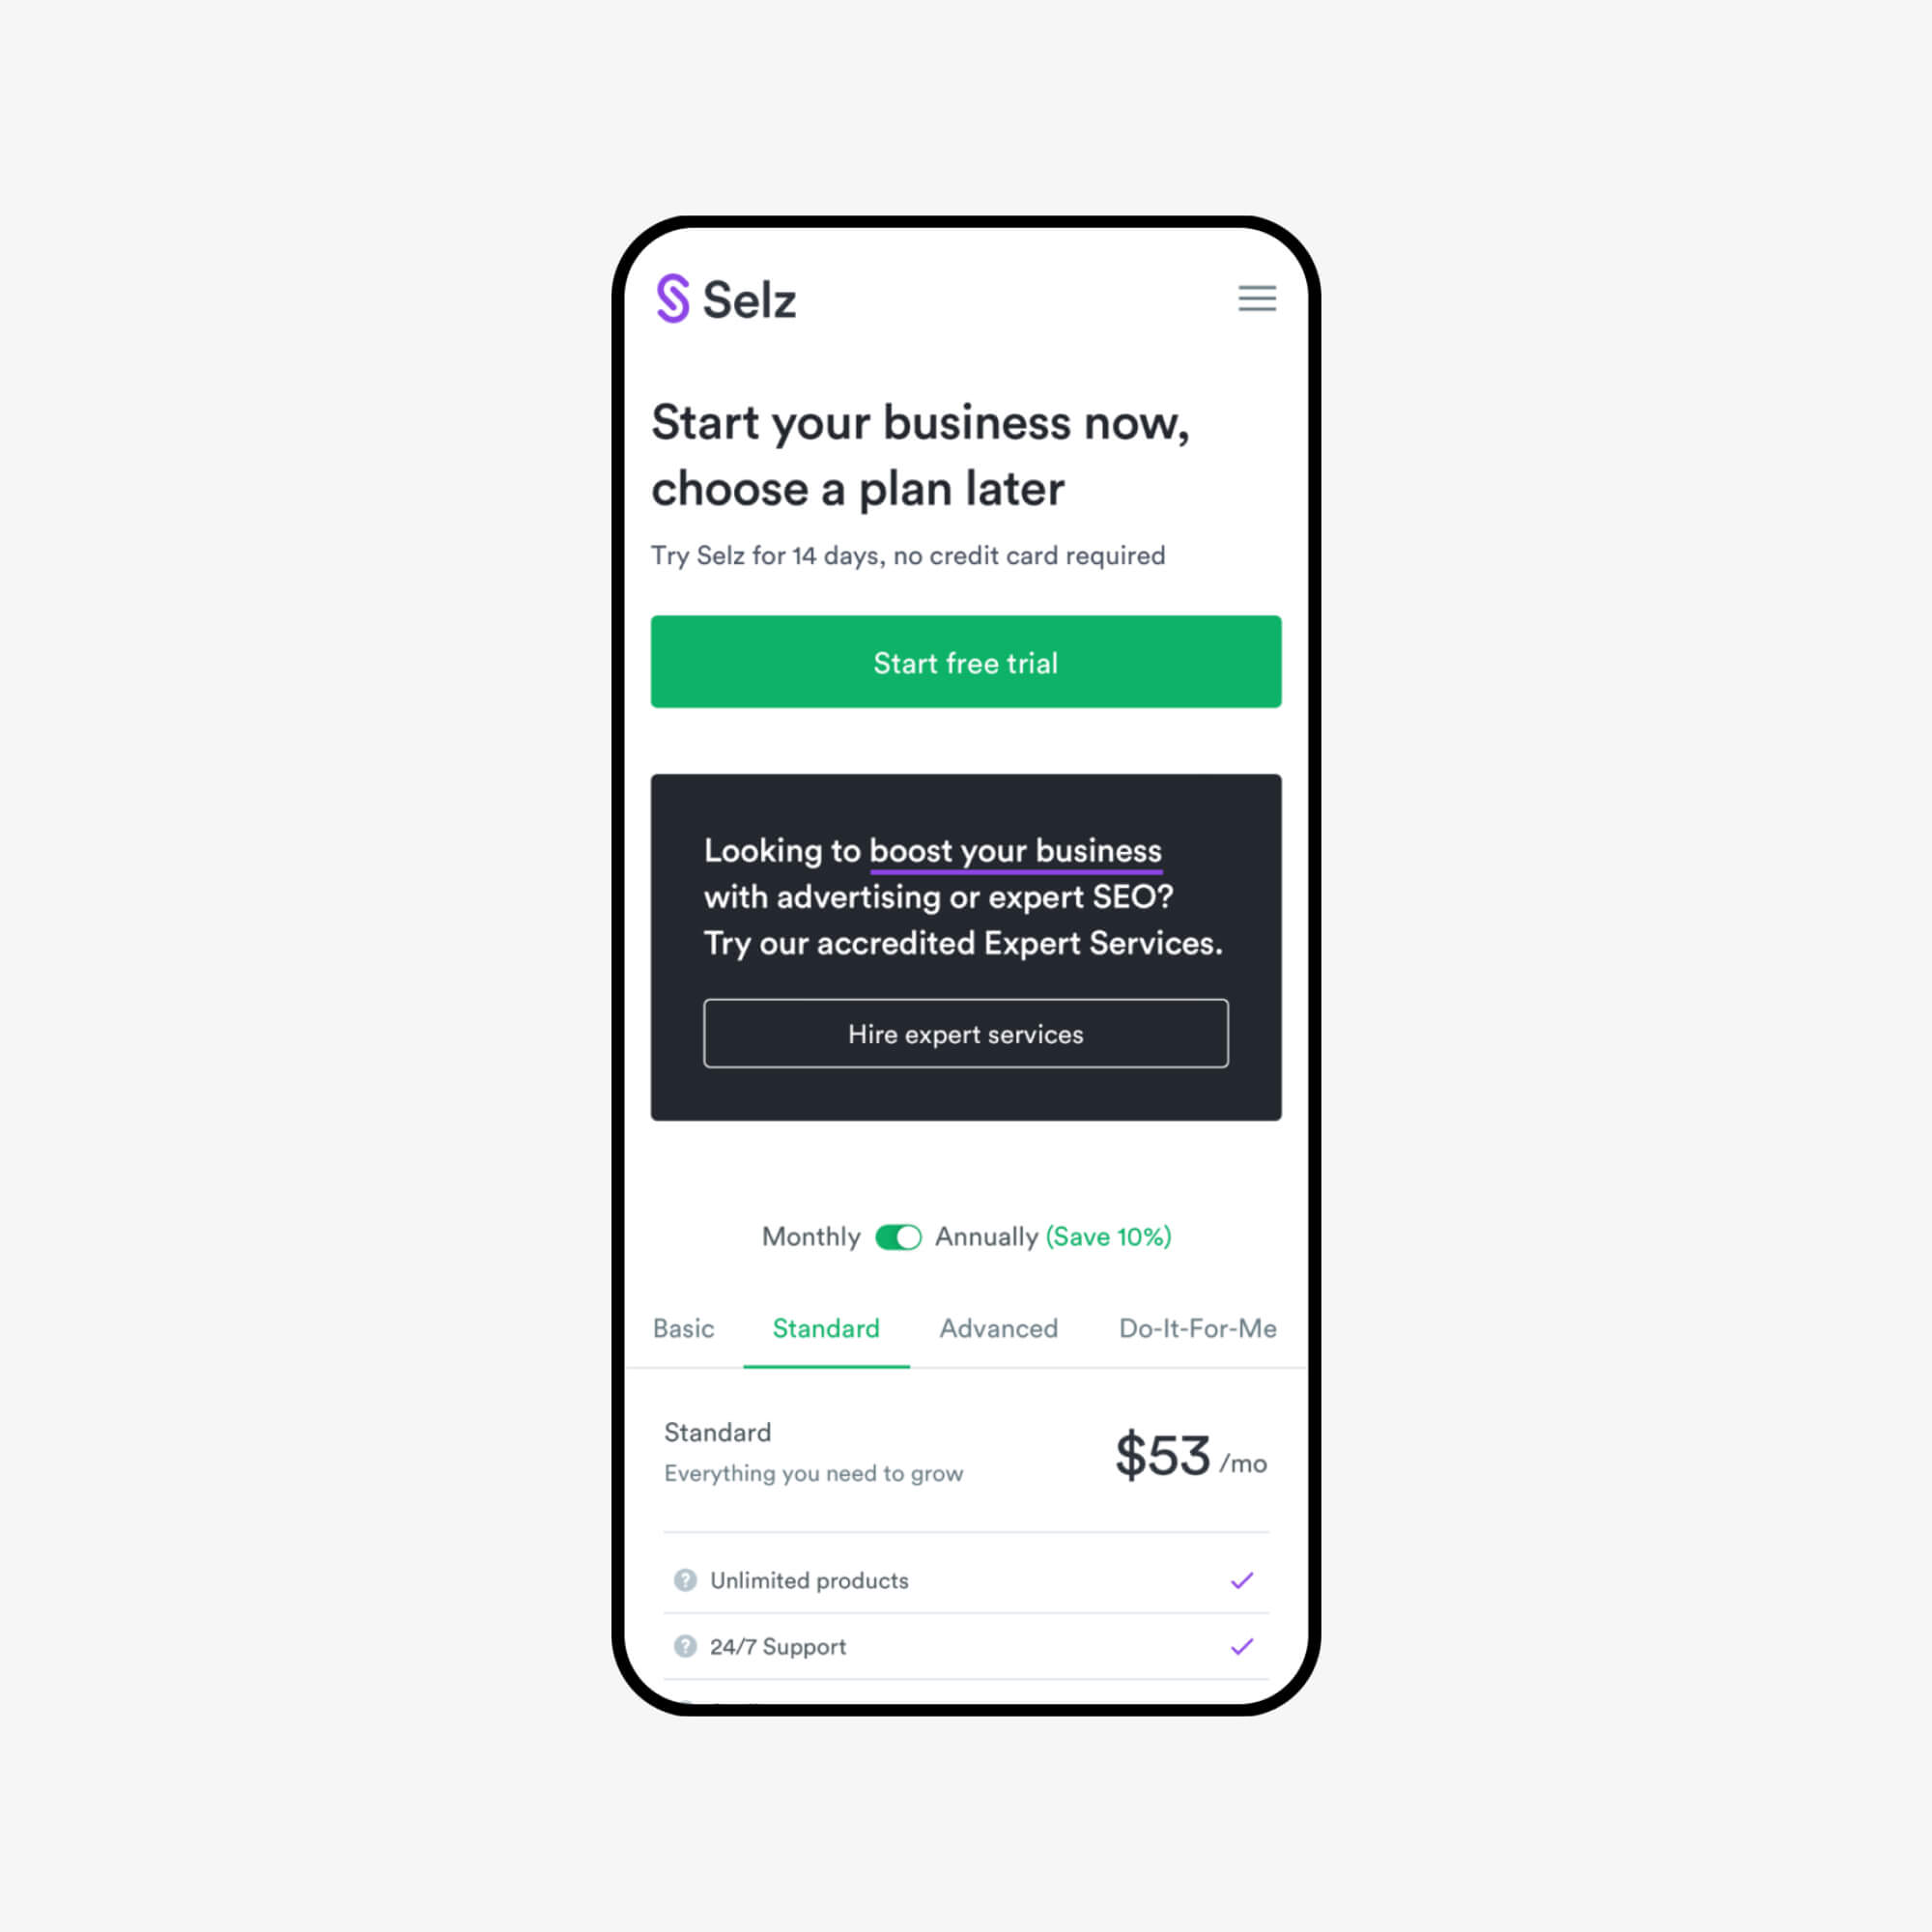 Selz
Start your business now,
choose a plan later
Try Selz for 14 days, no credit card required
Start free trial
Looking to boost your business
with advertising or expert SEO?
Try our accredited Expert Services.
Hire expert services
Monthly Annually (Save 10%)
Basic Standard Advanced Do-It-For-Me
Standard
Everything you need to grow
$53 /mo
? Unlimited products
? 24/7 Support